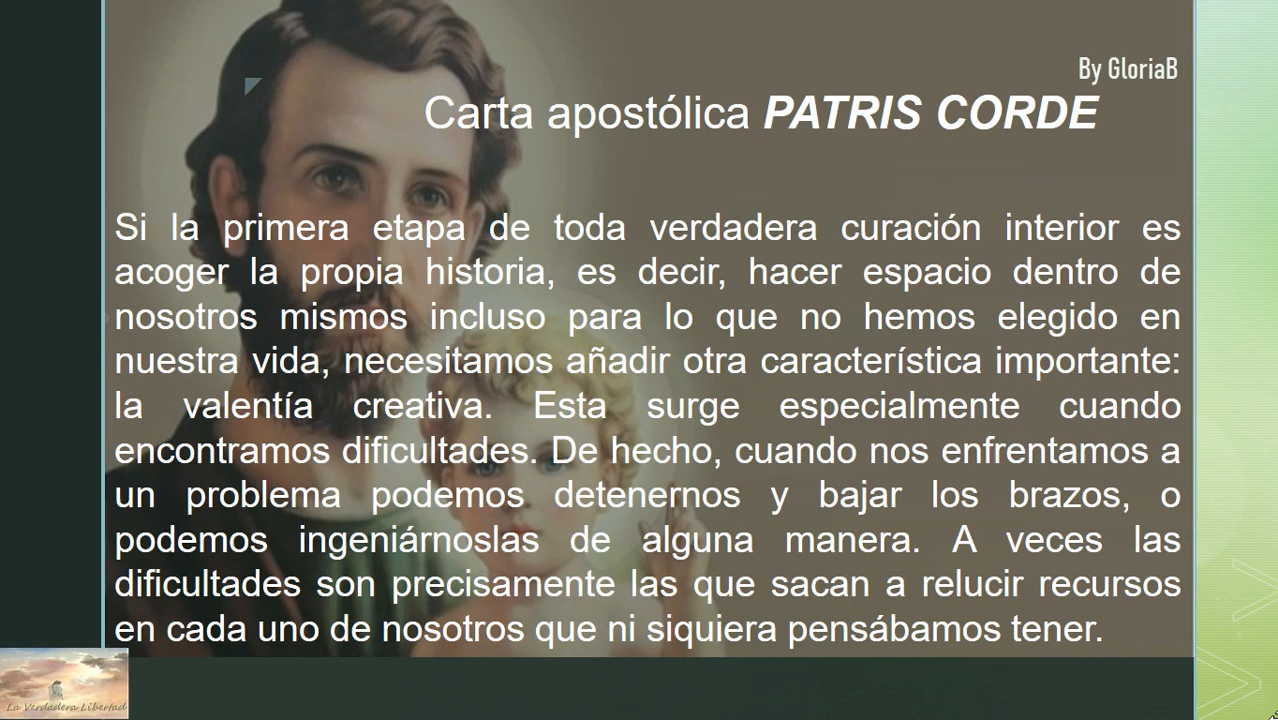 By GloriaB
Carta apostólica PATRIS CORDE
Si la primera etapa de toda verdadera curación interior es
acoger la propia historia, es decir, hacer espacio dentro de
nosotros mismos incluso para lo que no hemos elegido en
nuestra vida, necesitamos añadir otra característica importante:
la valentía creativa. Esta surge especialmente cuando
encontramos dificultades. De hecho, cuando nos enfrentamos a
un problema podemos detenernos y bajar los brazos, o
podemos ingeniárnoslas de alguna manera. A veces las
dificultades son precisamente las que sacan a relucir recursos
en cada uno de nosotros que ni siquiera pensábamos tener.
La Verdadera Libertad